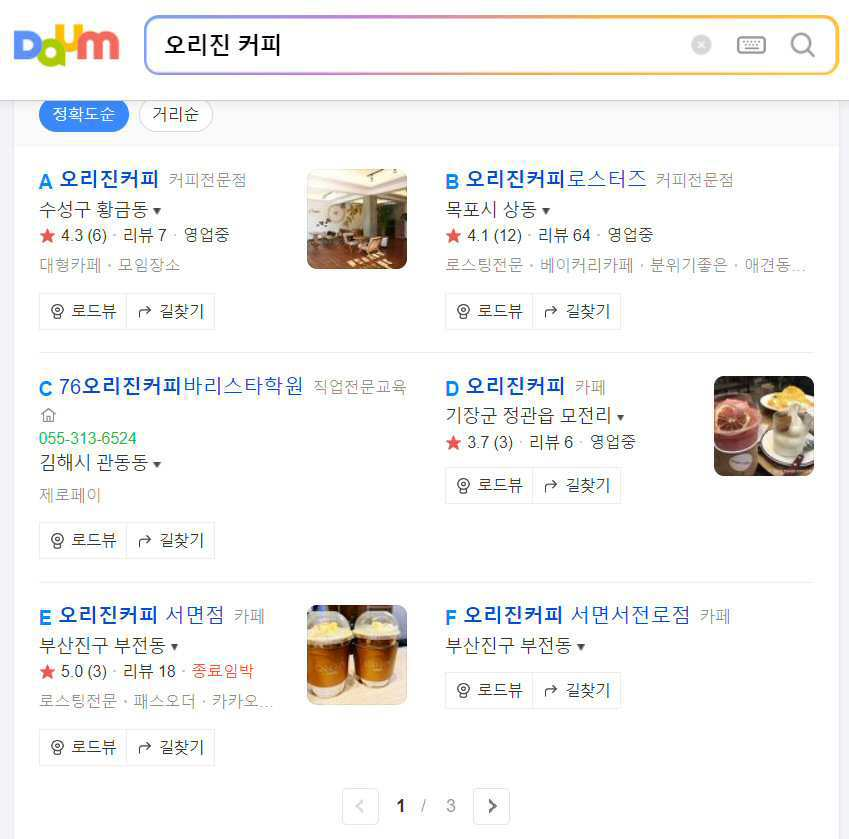 Daum
오리진 커피
정확도순 거리순
A 오리진커피 커피전문점
수성구 황금동
4.3 (6) · 리뷰 7 · 영업중
대형카페 · 모임장소
로드뷰 길찾기
B 오리진커피로스터즈 커피전문점
목포시 상동
4.1 (12) · 리뷰 64 · 영업중
로스팅전문 · 베이커리카페 · 분위기좋은 · 애견동...
로드뷰 길찾기
C 76오리진커피바리스타학원 직업전문교육
055-313-6524
김해시 관동동
제로페이
로드뷰 길찾기
D 오리진커피 카페
기장군 정관읍 모전리
3.7 (3) · 리뷰 6 · 영업중
로드뷰 길찾기
E 오리진커피 서면점 카페
부산진구 부전동
5.0 (3) · 리뷰 18 · 종료임박
로스팅전문 · 패스오더 · 카카오...
로드뷰 길찾기
F 오리진커피 서면서전로점 카페
부산진구 부전동
로드뷰 길찾기
1 / 3